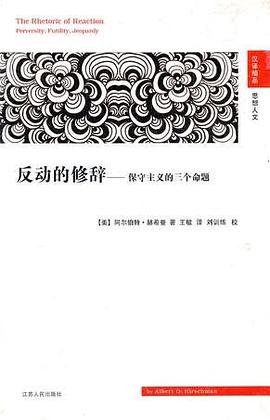 The Rhetoric of Reaction
Perversity, Futility, Jeopardy
汉译精品
思想人文
反动的修辞——保守主义的三个命题
【美】阿尔伯特·赫希曼 著 王敏 译 刘训练 校
江苏人民出版社
by Albert O. Hirschman